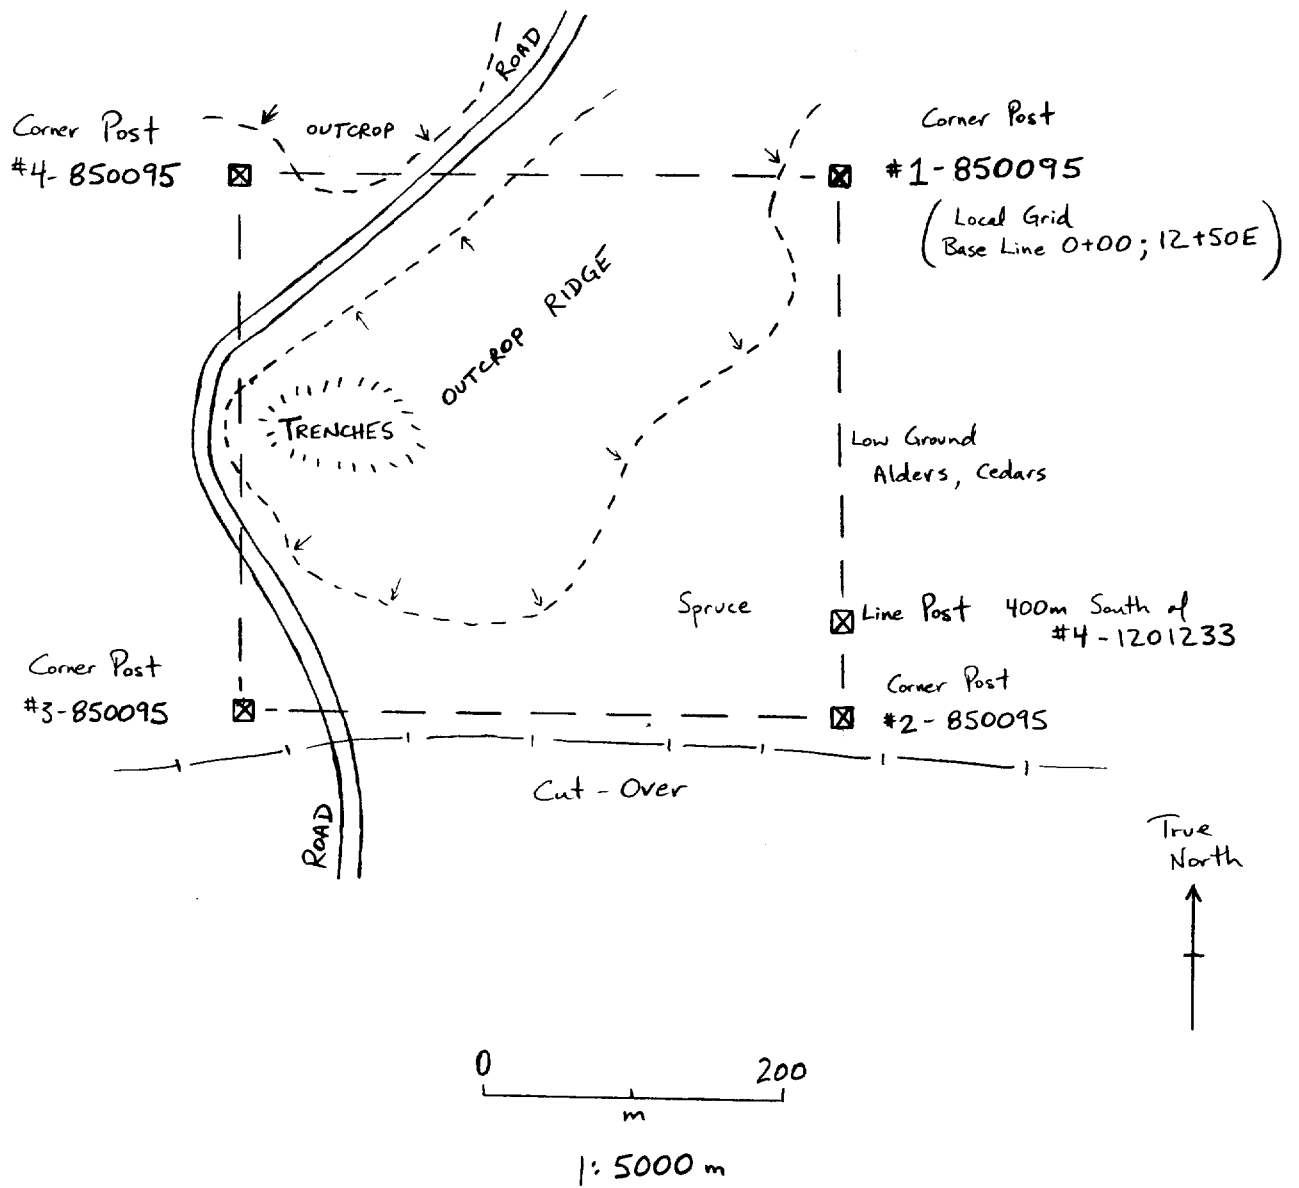 ROAD
Corner Post
#4-850095
OUTCROP
Corner Post
#1-850095
(Local Grid
Base Line 0+00; 12+50E)
OUTCROP RIDGE
TRENCHES
Low Ground
Alders, Cedars
Spruce
Line Post 400m South of
#4-1201233
Corner Post
#3-850095
Corner Post
#2-850095
Cut-Over
ROAD
True
North
0 200
m
1:5000 m